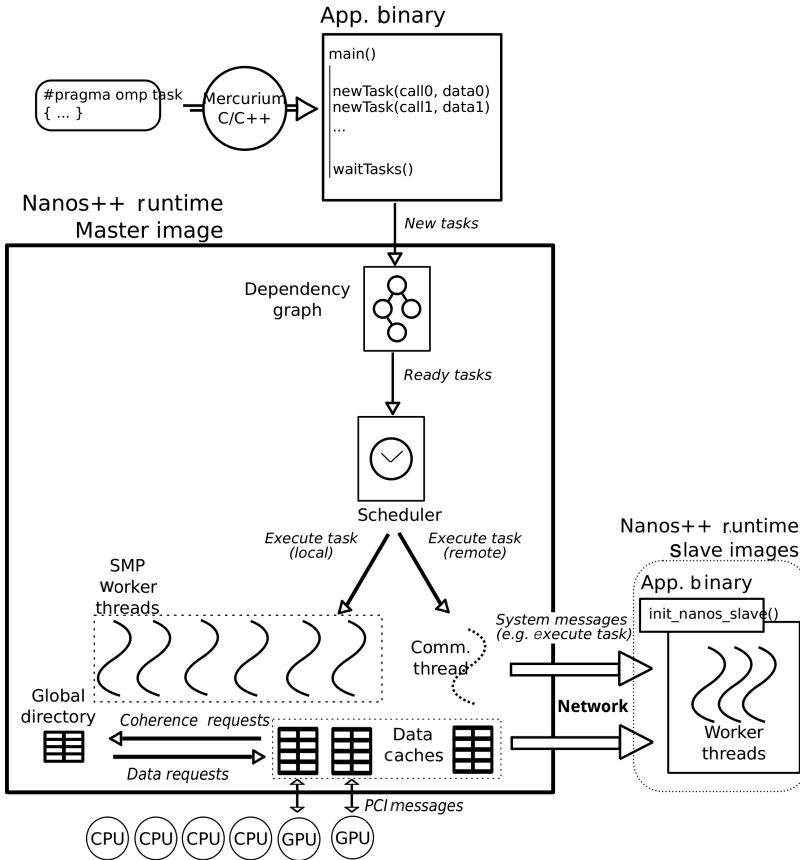 App. binary
main()
#pragma omp task
{ ... }
Mercurium
C/C++
newTask(call0, data0)
newTask(call1, data1)
...
waitTasks()
Nanos++ runtime
Master image
New tasks
Dependency
graph
Ready tasks
Scheduler
Execute task
(local)
Execute task
(remote)
SMP
worker
threads
Comm.
thread
System messages
(e.g. execute task)
Network
Nanos++ runtime
slave images
App. binary
init_nanos_slave()
Worker
threads
Global
directory
Coherence requests
Data requests
Data
caches
PCI messages
CPU CPU CPU CPU GPU GPU